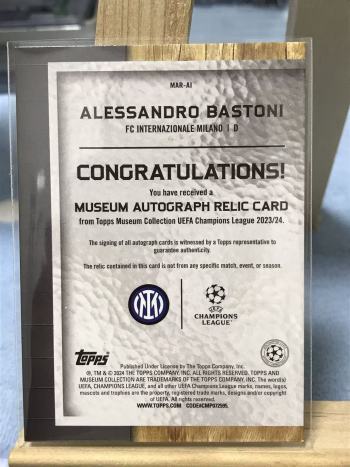 MAR-AI
ALESSANDRO BASTONI
FC INTERNAZIONALE MILANO | D
CONGRATULATIONS!
You have received a
MUSEUM AUTOGRAPH RELIC CARD
from Topps Museum Collection UEFA Champions League 2023/24.
The signing of all autograph cards is witnessed by a Topps representative to
guarantee authenticity.
The relic contained in this card is not from any specific match, event, or season.
UEFA
CHAMPIONS
LEAGUE
topps
Published Under License by The Topps Company, Inc.
®, TM & © 2024 THE TOPPS COMPANY, INC. ALL RIGHTS RESERVED. TOPPS AND
MUSEUM COLLECTION ARE TRADEMARKS OF THE TOPPS COMPANY, INC. The word(s)
UEFA, CHAMPIONS LEAGUE, and all other UEFA Champions League marks, names, logos,
mascots and trophies are the property, registered trade marks, designs and/or copyright
of UEFA. All rights reserved.
WWW.TOPPS.COM CODE#CMP072595.